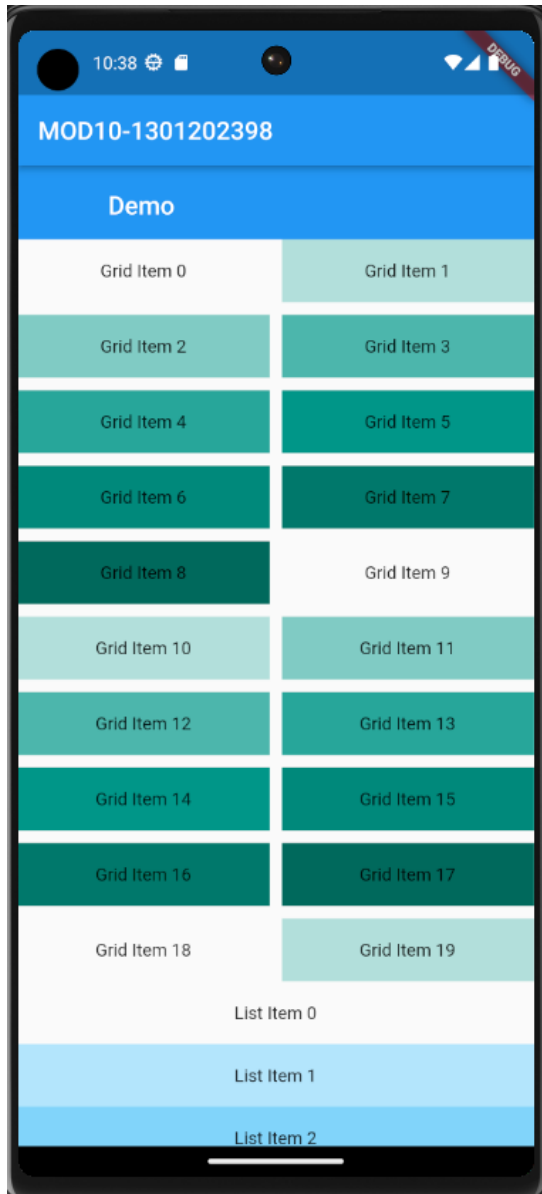 10:38
DEBUG
MOD10-1301202398
Demo
Grid Item 0 Grid Item 1
Grid Item 2 Grid Item 3
Grid Item 4 Grid Item 5
Grid Item 6 Grid Item 7
Grid Item 8 Grid Item 9
Grid Item 10 Grid Item 11
Grid Item 12 Grid Item 13
Grid Item 14 Grid Item 15
Grid Item 16 Grid Item 17
Grid Item 18 Grid Item 19
List Item 0
List Item 1
List Item 2